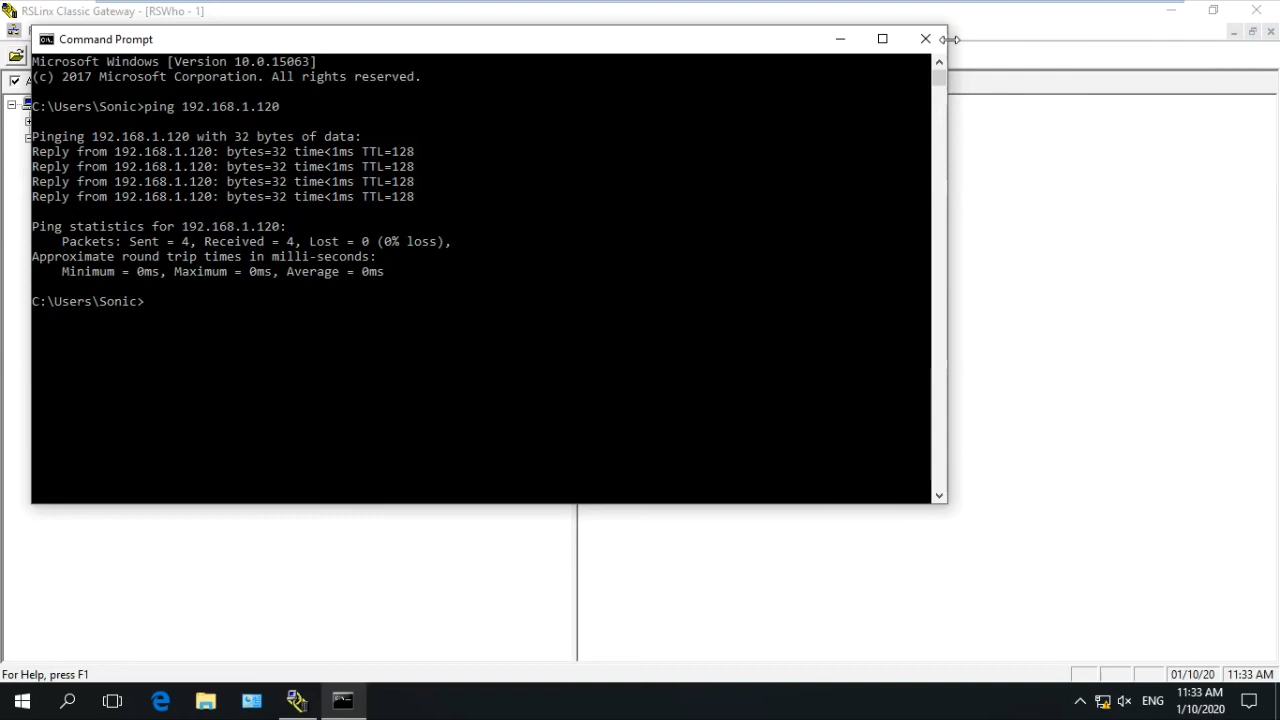 RSLinx Classic Gateway - [RSWho - 1]
Command Prompt
Microsoft Windows [Version 10.0.15063]
(c) 2017 Microsoft Corporation. All rights reserved.
C:\Users\Sonic>ping 192.168.1.120
Pinging 192.168.1.120 with 32 bytes of data:
Reply from 192.168.1.120: bytes=32 time<1ms TTL=128
Reply from 192.168.1.120: bytes=32 time<1ms TTL=128
Reply from 192.168.1.120: bytes=32 time<1ms TTL=128
Reply from 192.168.1.120: bytes=32 time<1ms TTL=128
Ping statistics for 192.168.1.120:
Packets: Sent = 4, Received = 4, Lost = 0 (0% loss),
Approximate round trip times in milli-seconds:
Minimum = 0ms, Maximum = 0ms, Average = 0ms
C:\Users\Sonic>
For Help, press F1
01/10/20
11:33 AM
ENG
11:33 AM
1/10/2020